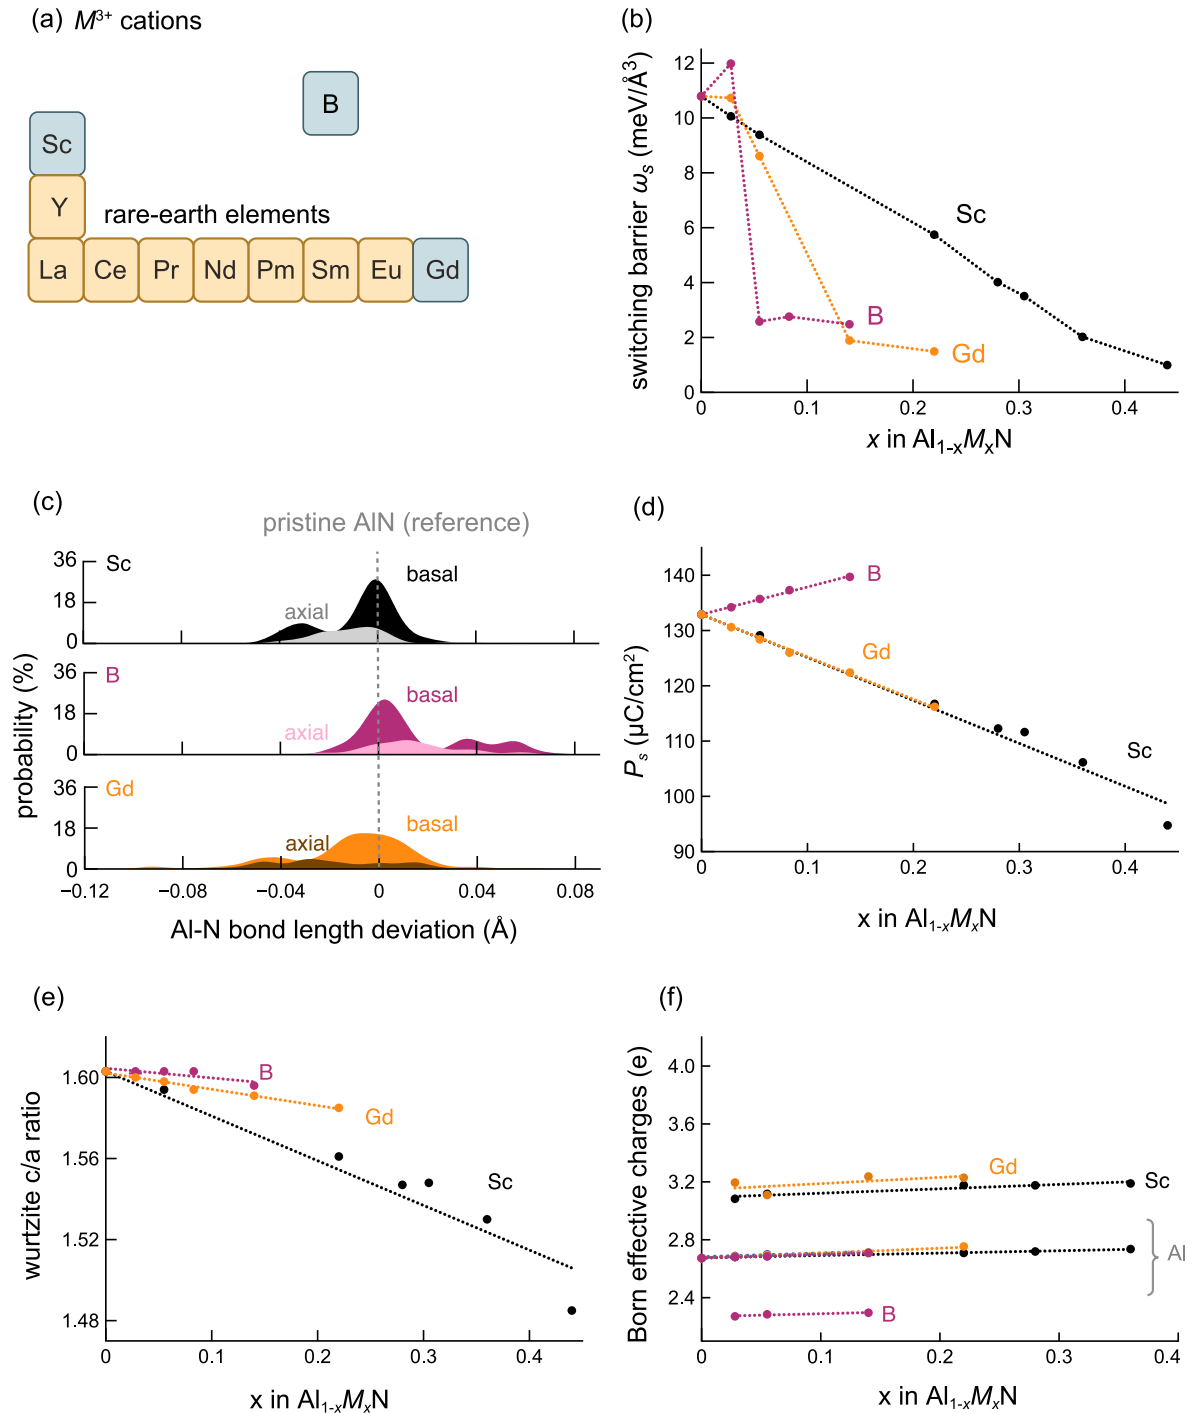 (a) M³⁺ cations
B
Sc
Y
rare-earth elements
La Ce Pr Nd Pm Sm Eu Gd
(b)
switching barrier ωₛ (meV/Å³)
12
10
8
6
4
2
0
Sc
B
Gd
0 0.1 0.2 0.3 0.4
x in Al₁₋ₓMₓN
(c)
pristine AlN (reference)
probability (%)
36
18
0
Sc
basal
axial
36
18
0
B
basal
axial
36
18
0
Gd
basal
axial
−0.12 −0.08 −0.04 0 0.04 0.08
Al-N bond length deviation (Å)
(d)
Pₛ (μC/cm²)
140
130
120
110
100
90
B
Gd
Sc
0 0.1 0.2 0.3 0.4
x in Al₁₋ₓMₓN
(e)
wurtzite c/a ratio
1.60
1.56
1.52
1.48
B
Gd
Sc
0 0.1 0.2 0.3 0.4
x in Al₁₋ₓMₓN
(f)
Born effective charges (e)
4.0
3.6
3.2
2.8
2.4
Gd
Sc
Al
B
0 0.1 0.2 0.3 0.4
x in Al₁₋ₓMₓN